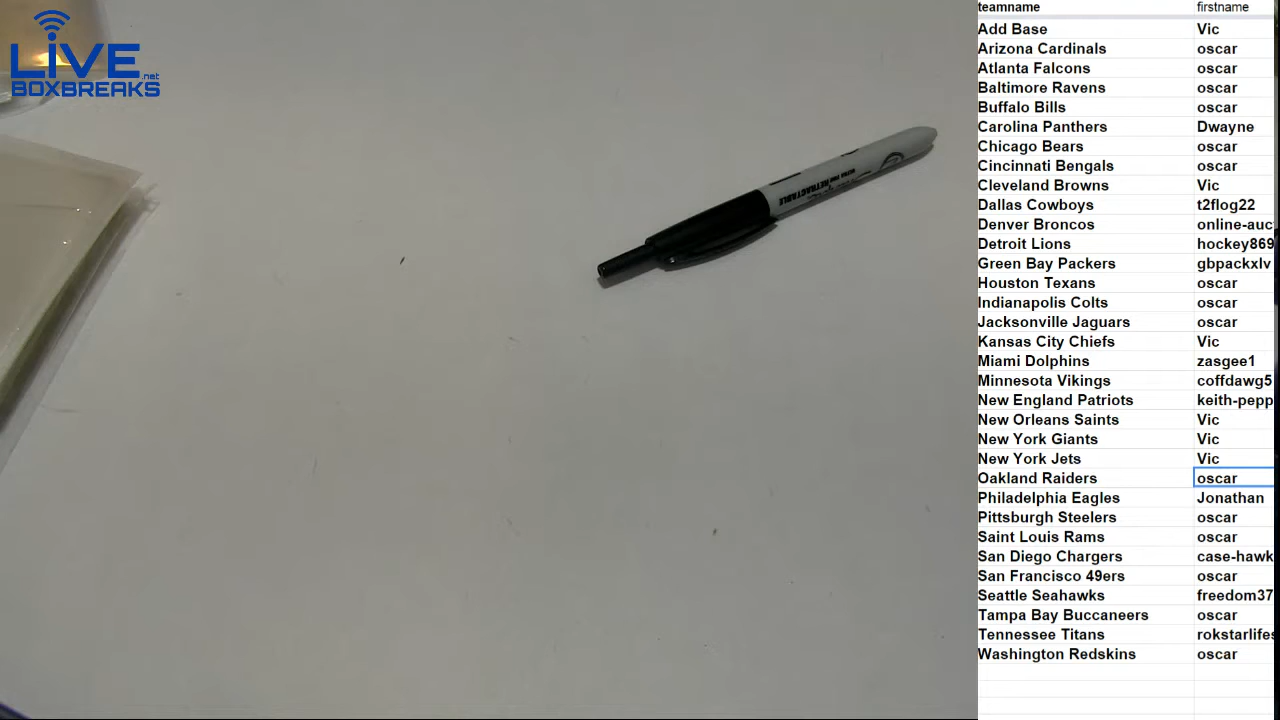 LIVE
.net
BOXBREAKS
RETRACTABLE
teamname firstname
Add Base Vic
Arizona Cardinals oscar
Atlanta Falcons oscar
Baltimore Ravens oscar
Buffalo Bills oscar
Carolina Panthers Dwayne
Chicago Bears oscar
Cincinnati Bengals oscar
Cleveland Browns Vic
Dallas Cowboys t2flog22
Denver Broncos online-auc
Detroit Lions hockey869
Green Bay Packers gbpackxlv
Houston Texans oscar
Indianapolis Colts oscar
Jacksonville Jaguars oscar
Kansas City Chiefs Vic
Miami Dolphins zasgee1
Minnesota Vikings coffdawg5
New England Patriots keith-pepp
New Orleans Saints Vic
New York Giants Vic
New York Jets Vic
Oakland Raiders oscar
Philadelphia Eagles Jonathan
Pittsburgh Steelers oscar
Saint Louis Rams oscar
San Diego Chargers case-hawk
San Francisco 49ers oscar
Seattle Seahawks freedom37
Tampa Bay Buccaneers oscar
Tennessee Titans rokstarlifes
Washington Redskins oscar